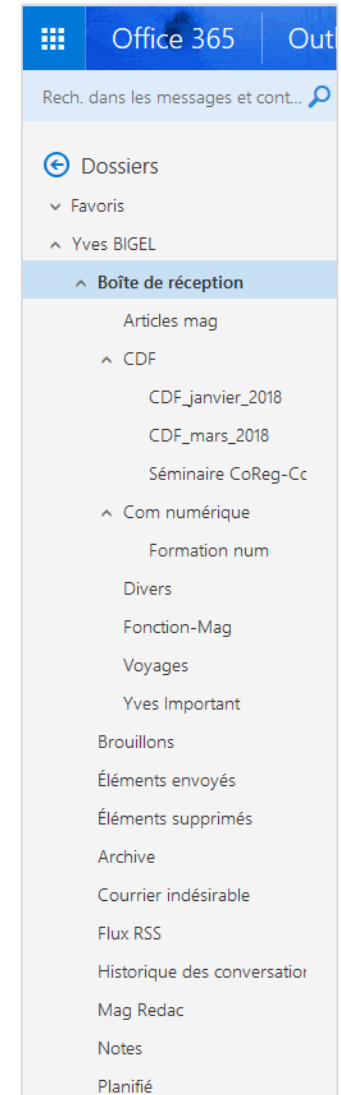 Office 365 Outl
Rech. dans les messages et cont...
Dossiers
Favoris
Yves BIGEL
Boîte de réception
Articles mag
CDF
CDF_janvier_2018
CDF_mars_2018
Séminaire CoReg-Cc
Com numérique
Formation num
Divers
Fonction-Mag
Voyages
Yves Important
Brouillons
Éléments envoyés
Éléments supprimés
Archive
Courrier indésirable
Flux RSS
Historique des conversation
Mag Redac
Notes
Planifié